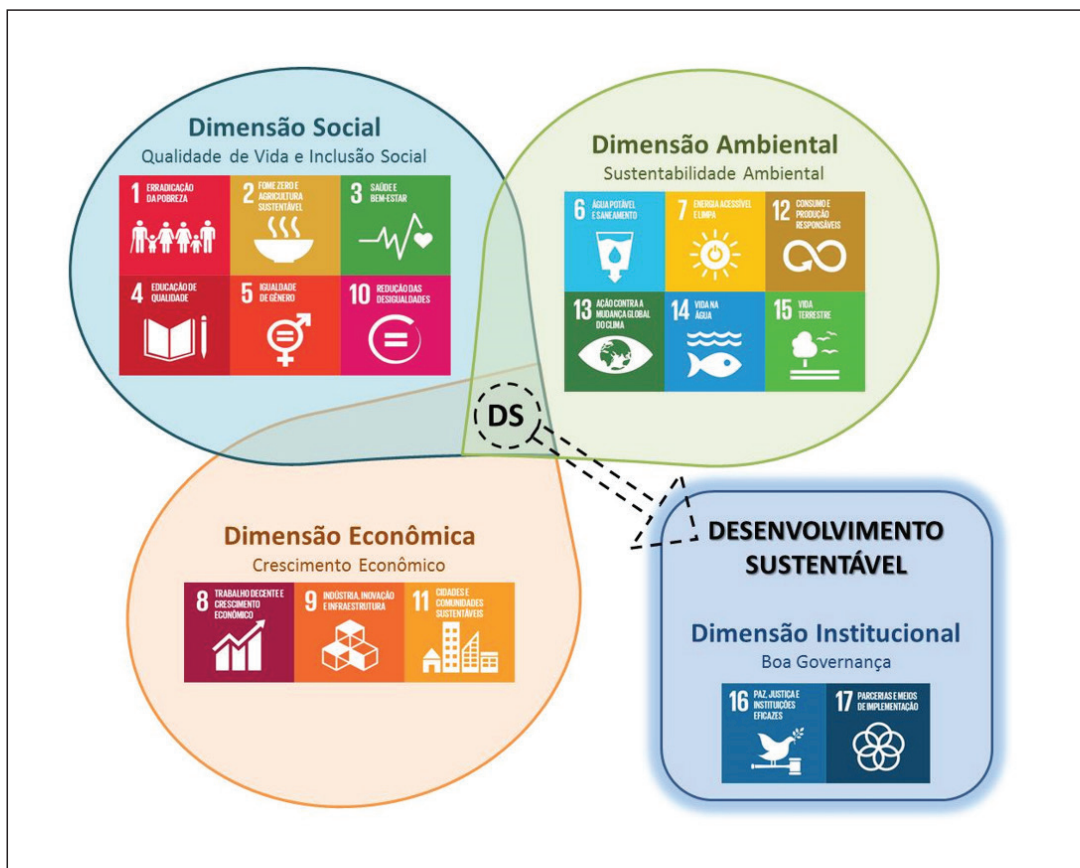 Dimensão Social
Qualidade de Vida e Inclusão Social
1 ERRADICAÇÃO
DA POBREZA
2 FOME ZERO E
AGRICULTURA
SUSTENTÁVEL
3 SAÚDE E
BEM-ESTAR
4 EDUCAÇÃO DE
QUALIDADE
5 IGUALDADE
DE GÊNERO
10 REDUÇÃO DAS
DESIGUALDADES
Dimensão Ambiental
Sustentabilidade Ambiental
6 ÁGUA POTÁVEL
E SANEAMENTO
7 ENERGIA ACESSÍVEL
E LIMPA
12 CONSUMO E
PRODUÇÃO
RESPONSÁVEIS
13 AÇÃO CONTRA A
MUDANÇA GLOBAL
DO CLIMA
14 VIDA NA
ÁGUA
15 VIDA
TERRESTRE
DS
Dimensão Econômica
Crescimento Econômico
8 TRABALHO DECENTE E
CRESCIMENTO
ECONÔMICO
9 INDÚSTRIA, INOVAÇÃO
E INFRAESTRUTURA
11 CIDADES E
COMUNIDADES
SUSTENTÁVEIS
DESENVOLVIMENTO
SUSTENTÁVEL
Dimensão Institucional
Boa Governança
16 PAZ, JUSTIÇA E
INSTITUIÇÕES
EFICAZES
17 PARCERIAS E MEIOS
DE IMPLEMENTAÇÃO